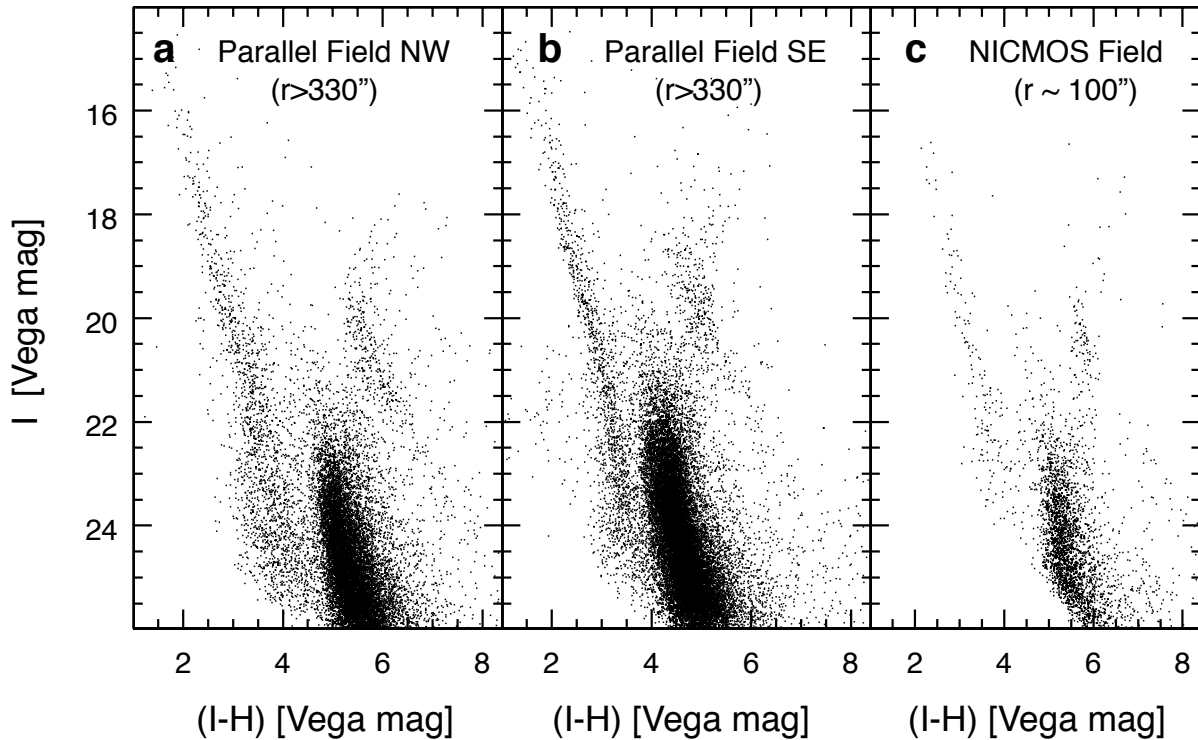 a Parallel Field NW
(r>330”)
b Parallel Field SE
(r>330”)
c NICMOS Field
(r ~ 100”)
16
18
20
22
24
I [Vega mag]
2 4 6 8
2 4 6 8
2 4 6 8
(I-H) [Vega mag]
(I-H) [Vega mag]
(I-H) [Vega mag]